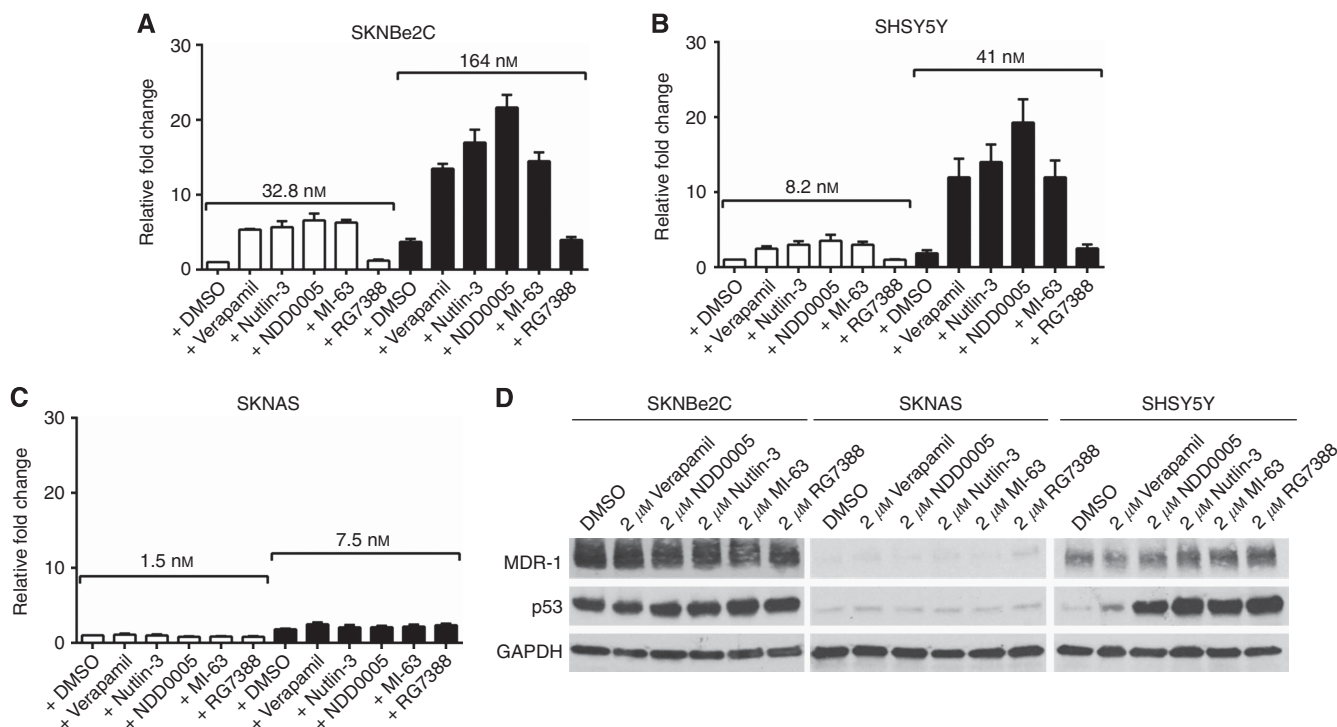 A
SKNBe2C
30
20
10
0
Relative fold change
32.8 nM
164 nM
+ DMSO
+ Verapamil
+ Nutlin-3
+ NDD0005
+ MI-63
+ RG7388
+ DMSO
+ Verapamil
+ Nutlin-3
+ NDD0005
+ MI-63
+ RG7388
B
SHSY5Y
30
20
10
0
Relative fold change
8.2 nM
41 nM
+ DMSO
+ Verapamil
+ Nutlin-3
+ NDD0005
+ MI-63
+ RG7388
+ DMSO
+ Verapamil
+ Nutlin-3
+ NDD0005
+ MI-63
+ RG7388
C
SKNAS
30
20
10
0
Relative fold change
1.5 nM
7.5 nM
+ DMSO
+ Verapamil
+ Nutlin-3
+ NDD0005
+ MI-63
+ RG7388
+ DMSO
+ Verapamil
+ Nutlin-3
+ NDD0005
+ MI-63
+ RG7388
D
SKNBe2C
SKNAS
SHSY5Y
DMSO
2 μM Verapamil
2 μM NDD0005
2 μM Nutlin-3
2 μM MI-63
2 μM RG7388
DMSO
2 μM Verapamil
2 μM NDD0005
2 μM Nutlin-3
2 μM MI-63
2 μM RG7388
DMSO
2 μM Verapamil
2 μM NDD0005
2 μM Nutlin-3
2 μM MI-63
2 μM RG7388
MDR-1
p53
GAPDH